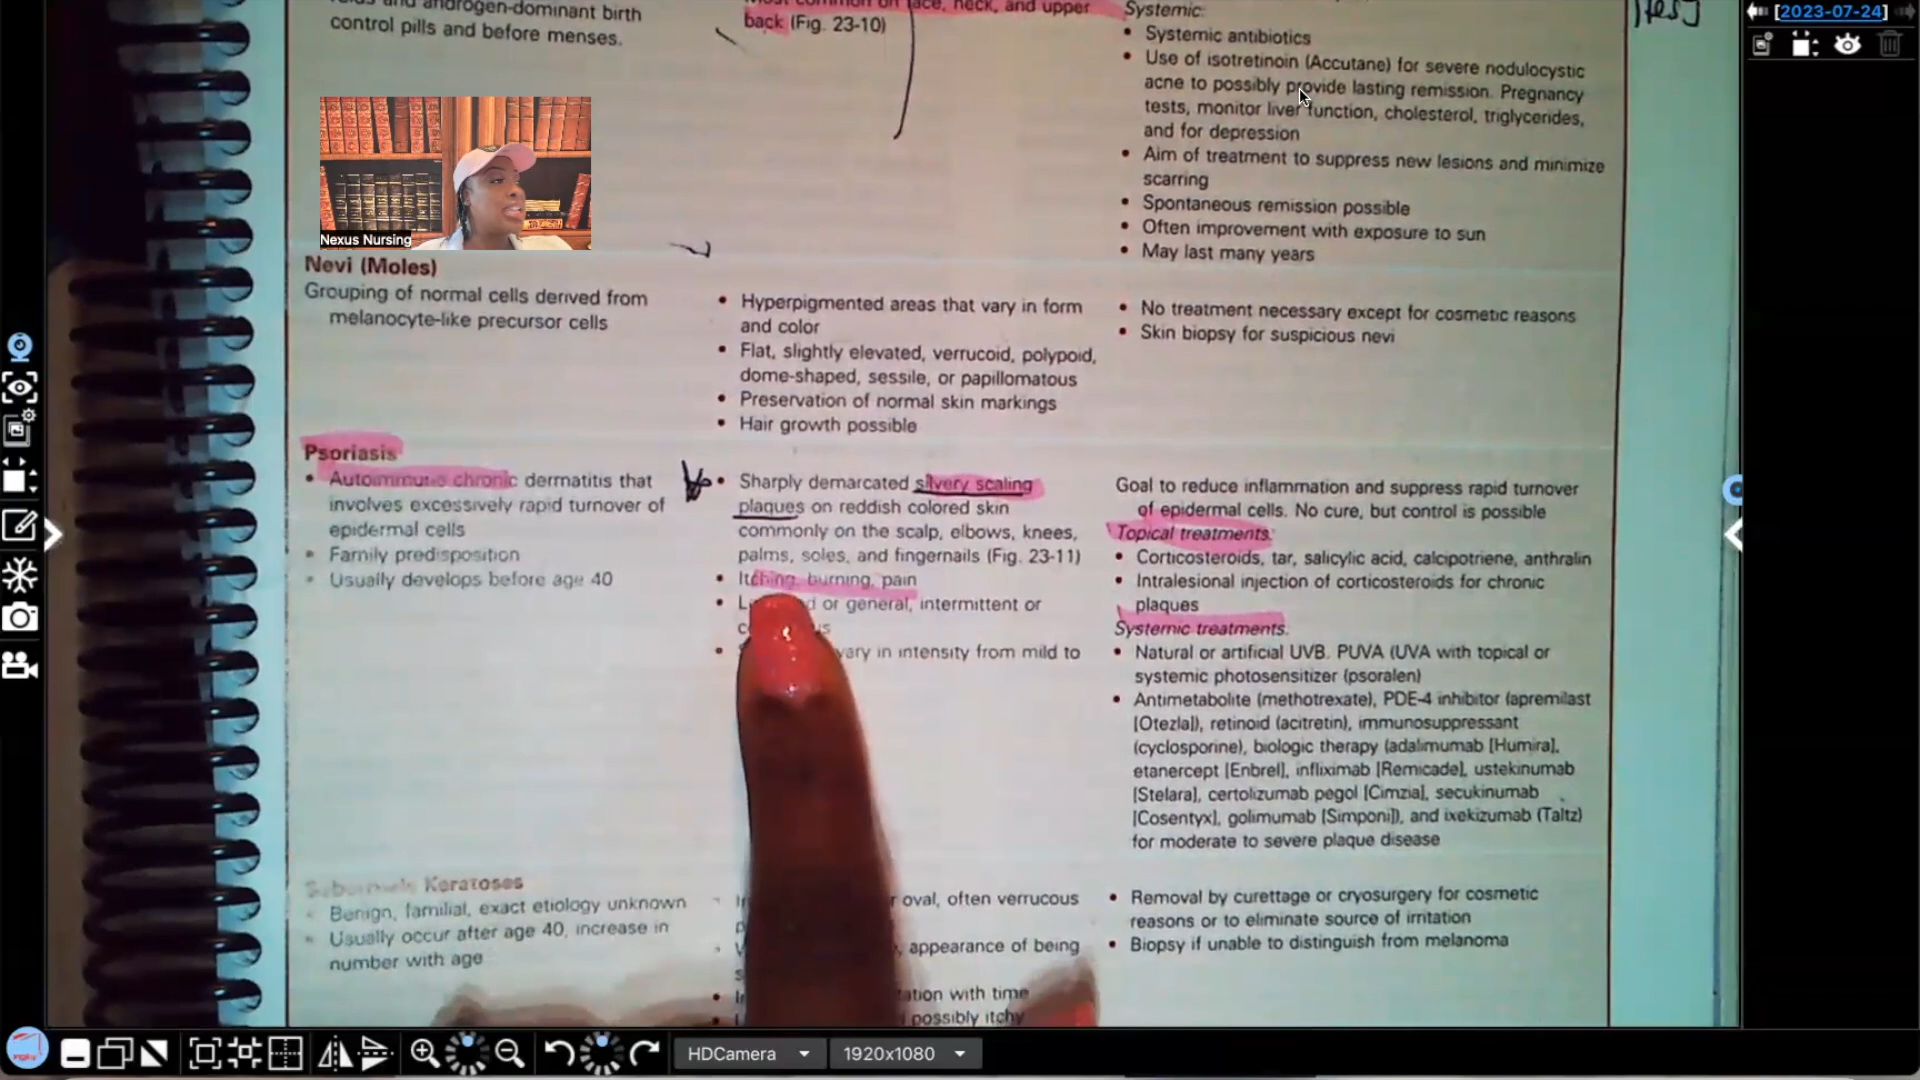 and androgen-dominant birth
control pills and before menses.
Most common on face, neck, and upper
back (Fig. 23-10)
Systemic:
• Systemic antibiotics
• Use of isotretinoin (Accutane) for severe nodulocystic
acne to possibly provide lasting remission. Pregnancy
tests, monitor liver function, cholesterol, triglycerides,
and for depression
• Aim of treatment to suppress new lesions and minimize
scarring
• Spontaneous remission possible
• Often improvement with exposure to sun
• May last many years
[2023-07-24]
Nexus Nursing
Nevi (Moles)
Grouping of normal cells derived from
melanocyte-like precursor cells
• Hyperpigmented areas that vary in form
and color
• Flat, slightly elevated, verrucoid, polypoid,
dome-shaped, sessile, or papillomatous
• Preservation of normal skin markings
• Hair growth possible
• No treatment necessary except for cosmetic reasons
• Skin biopsy for suspicious nevi
Psoriasis
• Autoimmune chronic dermatitis that
involves excessively rapid turnover of
epidermal cells
• Family predisposition
• Usually develops before age 40
• Sharply demarcated silvery scaling
plaques on reddish colored skin
commonly on the scalp, elbows, knees,
palms, soles, and fingernails (Fig. 23-11)
• Itching, burning, pain
• or general, intermittent or
• vary in intensity from mild to
Goal to reduce inflammation and suppress rapid turnover
of epidermal cells. No cure, but control is possible
Topical treatments:
• Corticosteroids, tar, salicylic acid, calcipotriene, anthralin
• Intralesional injection of corticosteroids for chronic
plaques
Systemic treatments:
• Natural or artificial UVB. PUVA (UVA with topical or
systemic photosensitizer (psoralen)
• Antimetabolite (methotrexate), PDE-4 inhibitor (apremilast
[Otezla]), retinoid (acitretin), immunosuppressant
(cyclosporine), biologic therapy (adalimumab [Humira],
etanercept [Enbrel], infliximab [Remicade], ustekinumab
[Stelara], certolizumab pegol [Cimzia], secukinumab
[Cosentyx], golimumab [Simponi]), and ixekizumab (Taltz)
for moderate to severe plaque disease
Keratoses
• Benign, familial, exact etiology unknown
• Usually occur after age 40, increase in
number with age
oval, often verrucous
appearance of being
with time
possibly itchy
• Removal by curettage or cryosurgery for cosmetic
reasons or to eliminate source of irritation
• Biopsy if unable to distinguish from melanoma
HDCamera
1920x1080